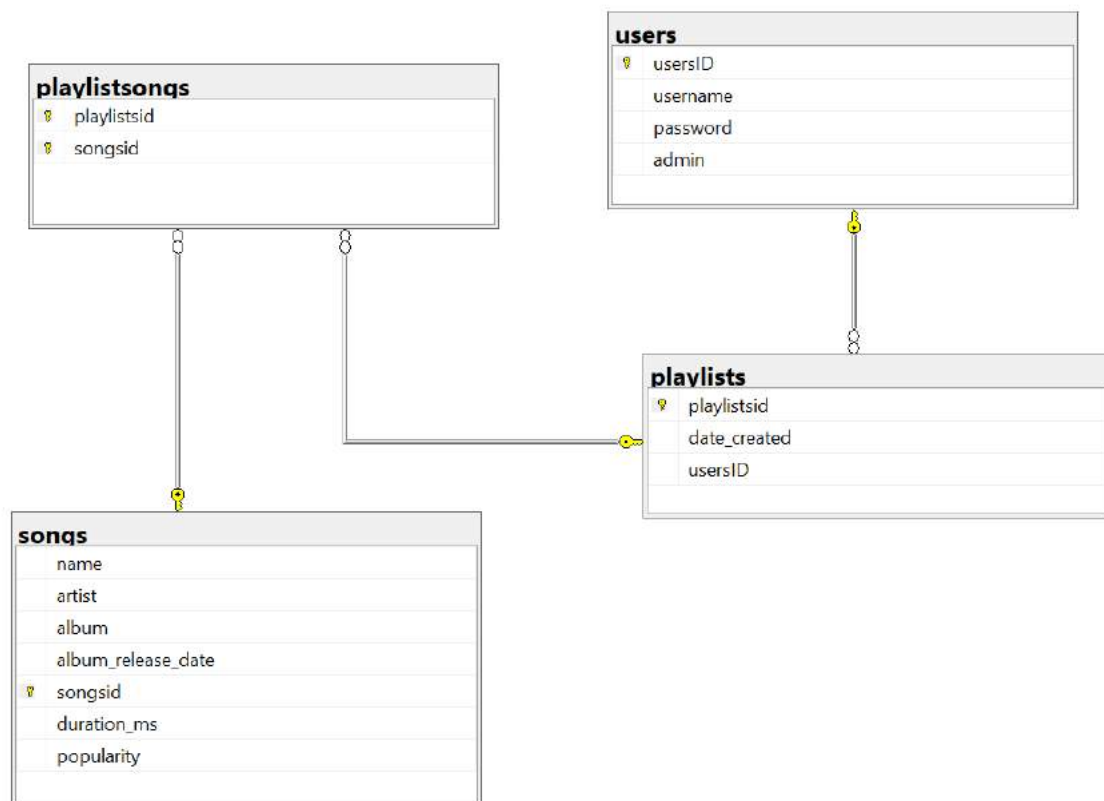 playlistsongs
playlistsid
songsid
users
usersID
username
password
admin
playlists
playlistsid
date_created
usersID
songs
name
artist
album
album_release_date
songsid
duration_ms
popularity